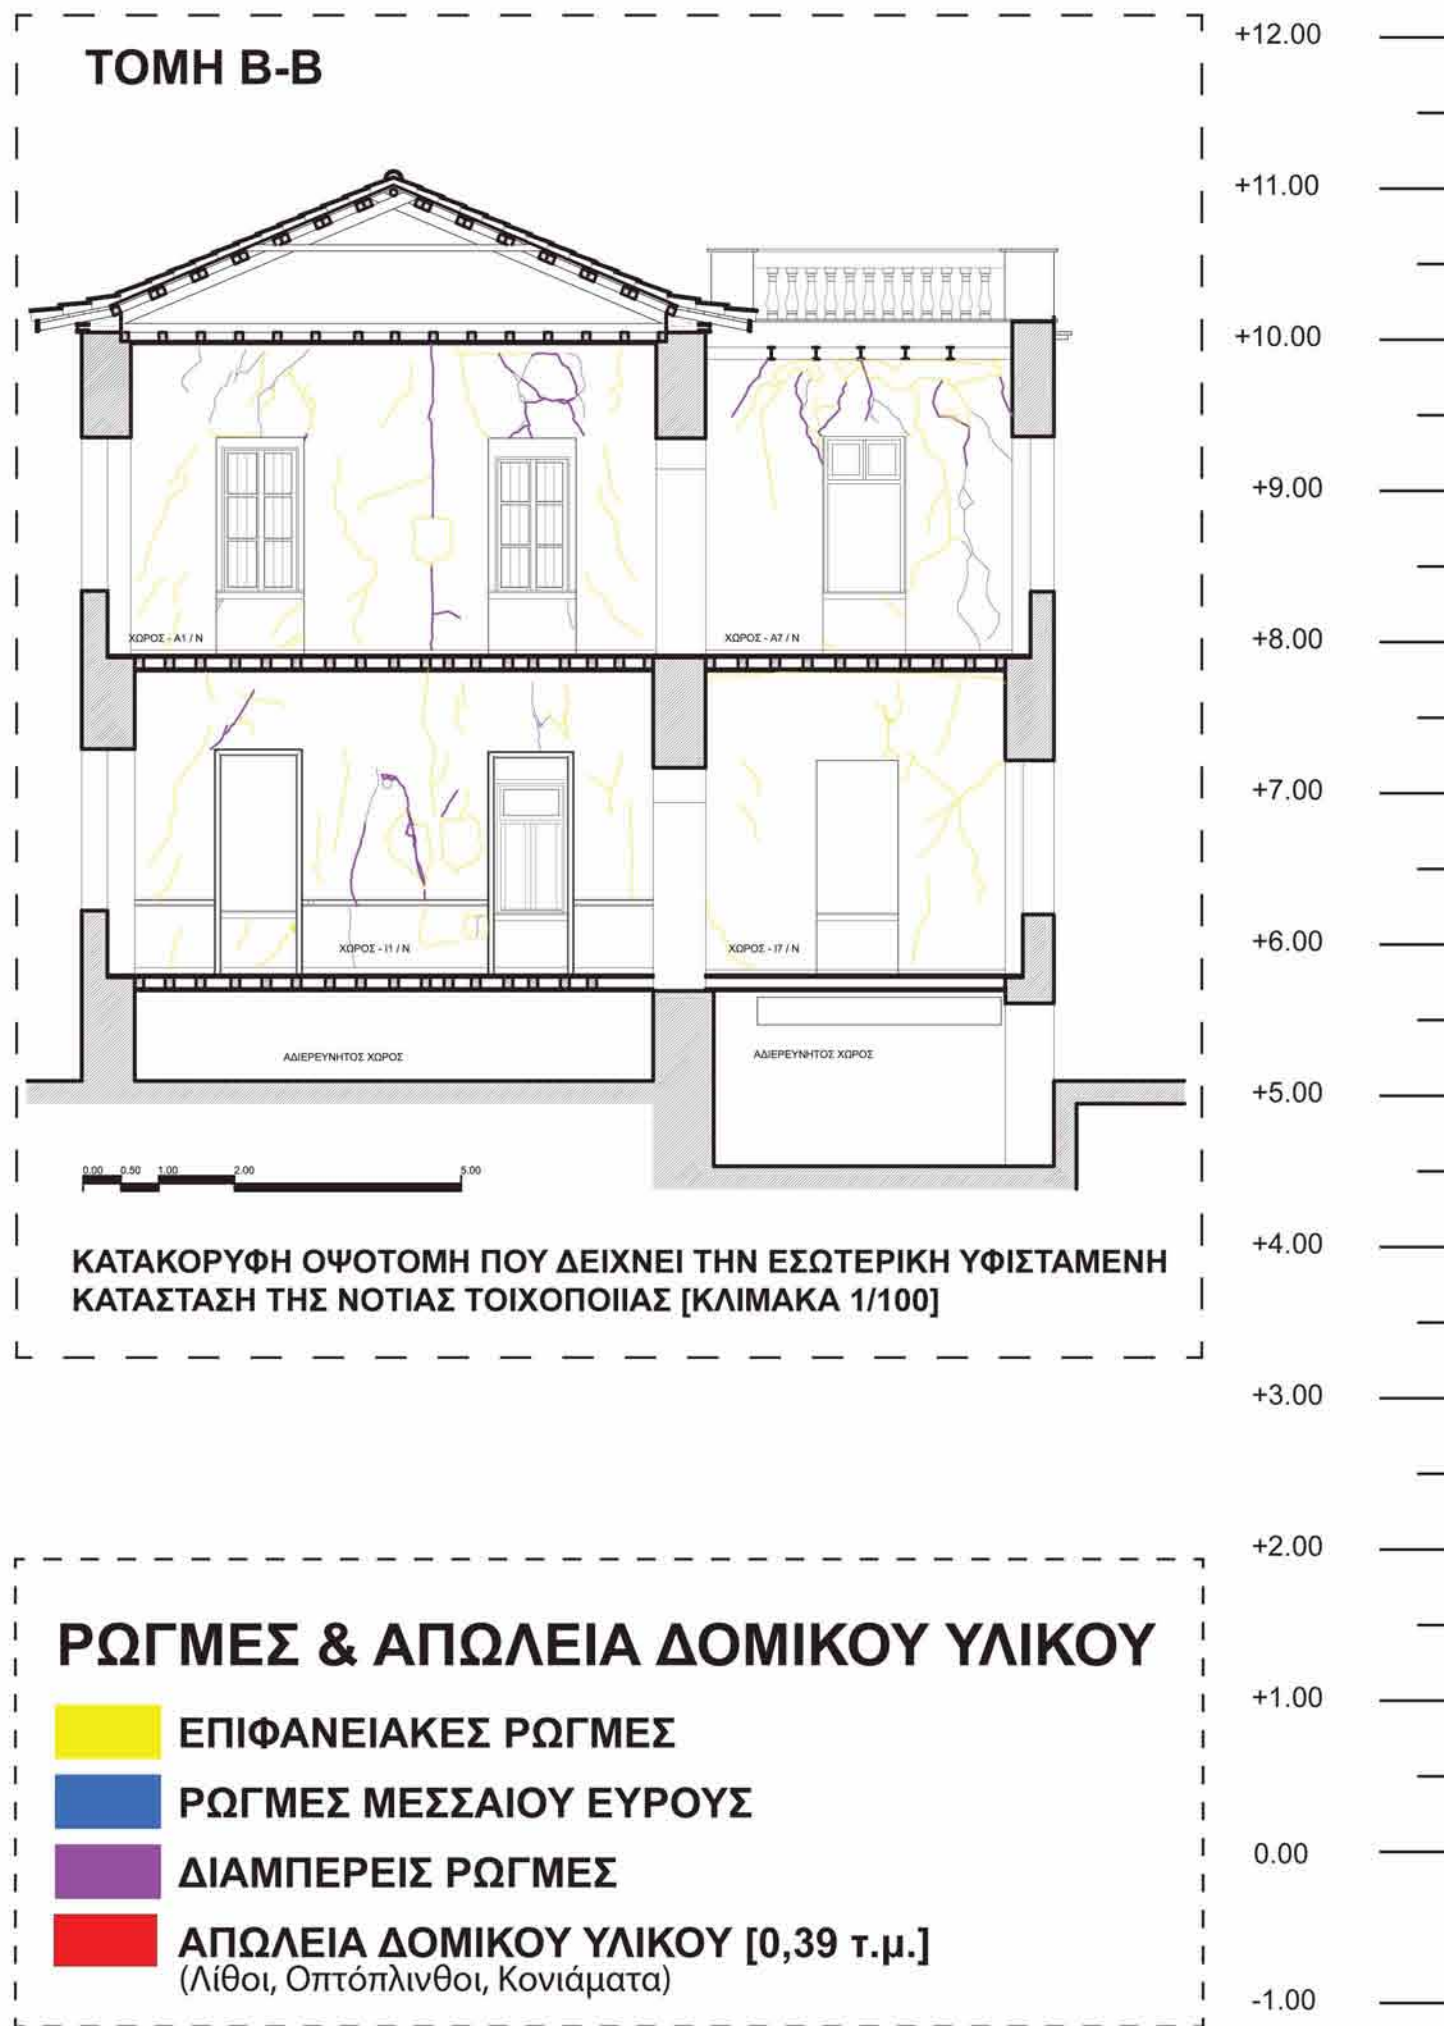 ΤΟΜΗ Β-Β
+12.00
+11.00
+10.00
+9.00
ΧΩΡΟΣ - Α1 / Ν
ΧΩΡΟΣ - Α7 / Ν
+8.00
+7.00
ΧΩΡΟΣ - Ι1 / Ν
ΧΩΡΟΣ - Ι7 / Ν
+6.00
ΑΔΙΕΡΕΥΝΗΤΟΣ ΧΩΡΟΣ
ΑΔΙΕΡΕΥΝΗΤΟΣ ΧΩΡΟΣ
+5.00
0.00 0.50 1.00 2.00 5.00
+4.00
ΚΑΤΑΚΟΡΥΦΗ ΟΨΟΤΟΜΗ ΠΟΥ ΔΕΙΧΝΕΙ ΤΗΝ ΕΣΩΤΕΡΙΚΗ ΥΦΙΣΤΑΜΕΝΗ
ΚΑΤΑΣΤΑΣΗ ΤΗΣ ΝΟΤΙΑΣ ΤΟΙΧΟΠΟΙΙΑΣ [ΚΛΙΜΑΚΑ 1/100]
+3.00
+2.00
ΡΩΓΜΕΣ & ΑΠΩΛΕΙΑ ΔΟΜΙΚΟΥ ΥΛΙΚΟΥ
+1.00
ΕΠΙΦΑΝΕΙΑΚΕΣ ΡΩΓΜΕΣ
ΡΩΓΜΕΣ ΜΕΣΣΑΙΟΥ ΕΥΡΟΥΣ
0.00
ΔΙΑΜΠΕΡΕΙΣ ΡΩΓΜΕΣ
ΑΠΩΛΕΙΑ ΔΟΜΙΚΟΥ ΥΛΙΚΟΥ [0,39 τ.μ.]
(Λίθοι, Οπτόπλινθοι, Κονιάματα)
-1.00